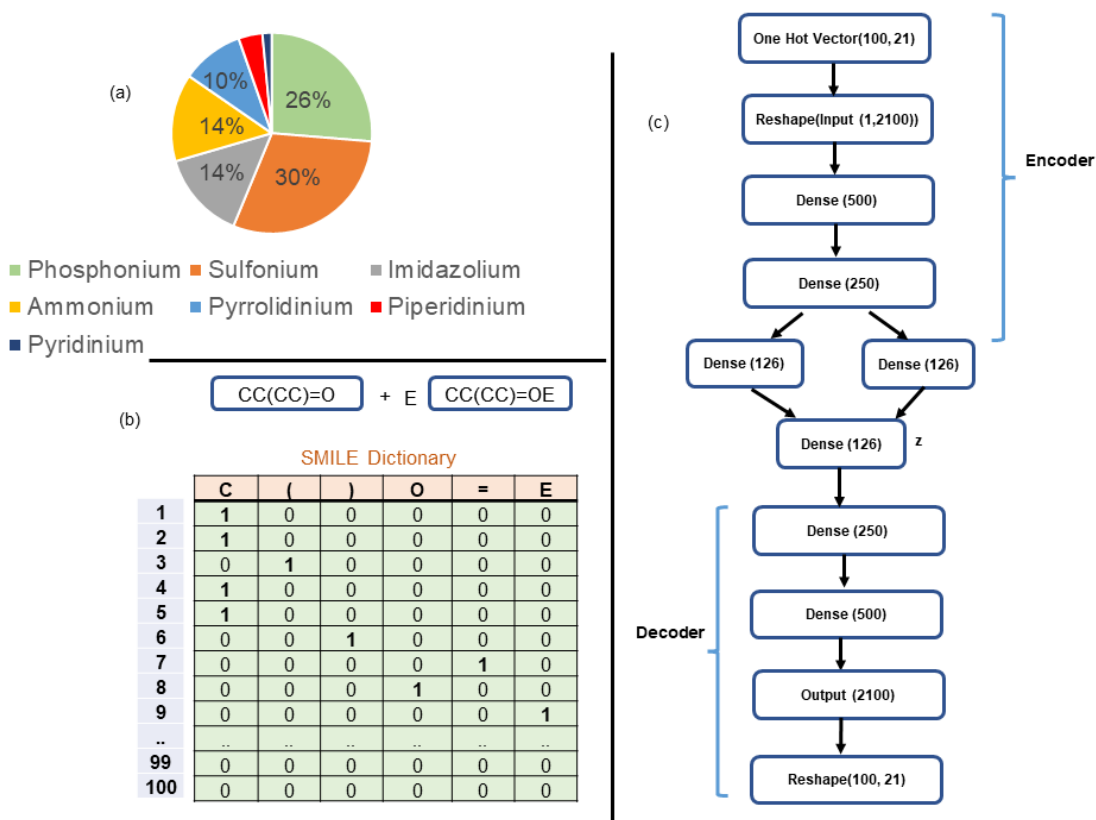 (a)
26%
30%
14%
14%
10%
Phosphonium Sulfonium Imidazolium
Ammonium Pyrrolidinium Piperidinium
Pyridinium
(b)
CC(CC)=O + E CC(CC)=OE
SMILE Dictionary
C ( ) O = E
1 1 0 0 0 0 0
2 1 0 0 0 0 0
3 0 1 0 0 0 0
4 1 0 0 0 0 0
5 1 0 0 0 0 0
6 0 0 1 0 0 0
7 0 0 0 0 1 0
8 0 0 0 1 0 0
9 0 0 0 0 0 1
.. .. .. .. .. .. ..
99 0 0 0 0 0 0
100 0 0 0 0 0 0
(c)
One Hot Vector(100, 21)
Reshape(Input (1,2100))
Dense (500)
Dense (250)
Encoder
Dense (126) Dense (126)
Dense (126) z
Dense (250)
Dense (500)
Decoder
Output (2100)
Reshape(100, 21)